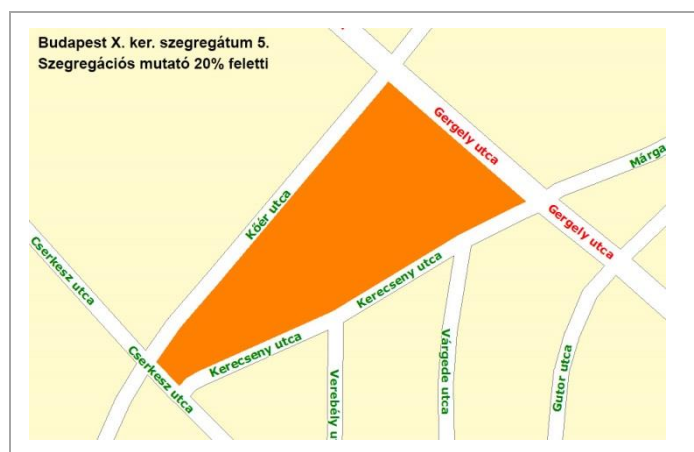 Budapest X. ker. szegregátum 5.
Szegregációs mutató 20% feletti
Gergely utca
Márga
Kőér utca
Gergely utca
Cserkesz utca
Kerecseny utca
Kerecseny utca
Cserkesz utca
Verebély u
Várgede utca
Gutor utca